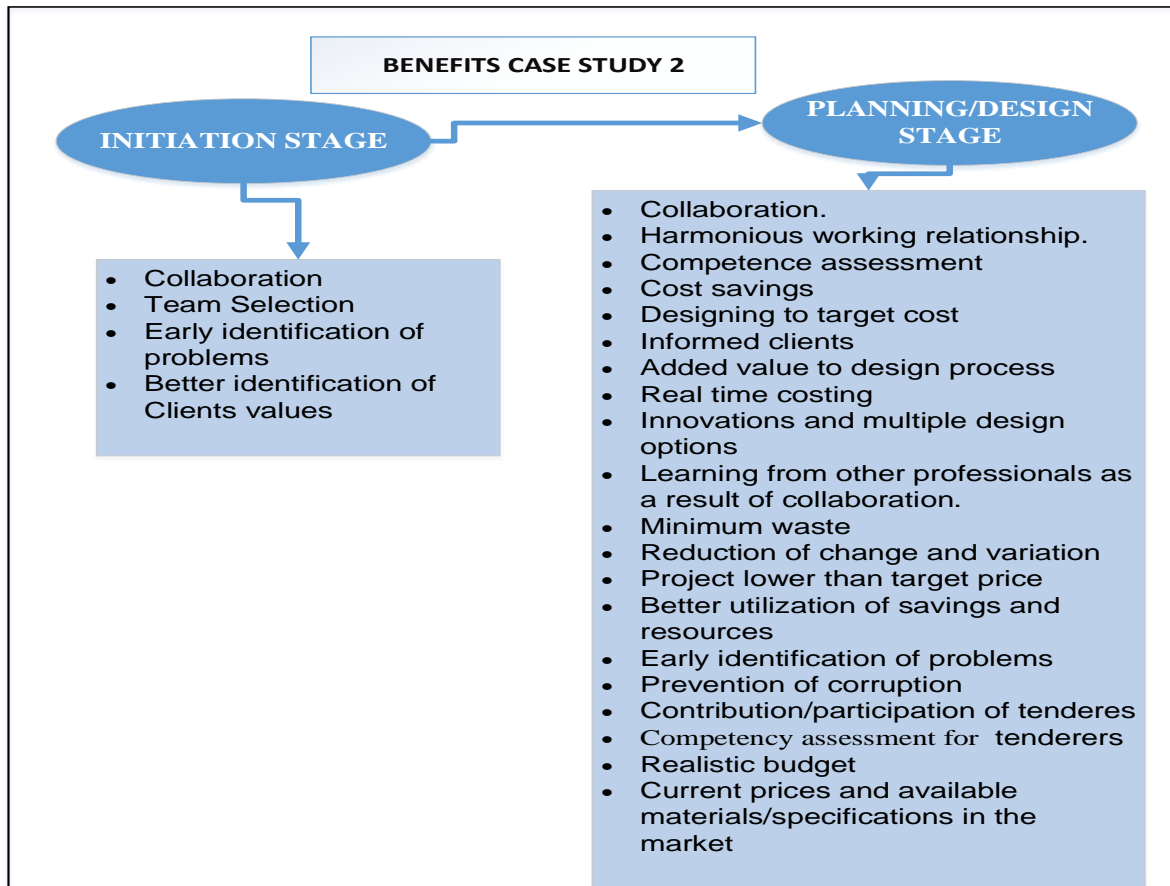 BENEFITS CASE STUDY 2
INITIATION STAGE
PLANNING/DESIGN
STAGE
• Collaboration
• Team Selection
• Early identification of
problems
• Better identification of
Clients values
• Collaboration.
• Harmonious working relationship.
• Competence assessment
• Cost savings
• Designing to target cost
• Informed clients
• Added value to design process
• Real time costing
• Innovations and multiple design
options
• Learning from other professionals as
a result of collaboration.
• Minimum waste
• Reduction of change and variation
• Project lower than target price
• Better utilization of savings and
resources
• Early identification of problems
• Prevention of corruption
• Contribution/participation of tenderes
• Competency assessment for tenderers
• Realistic budget
• Current prices and available
materials/specifications in the
market